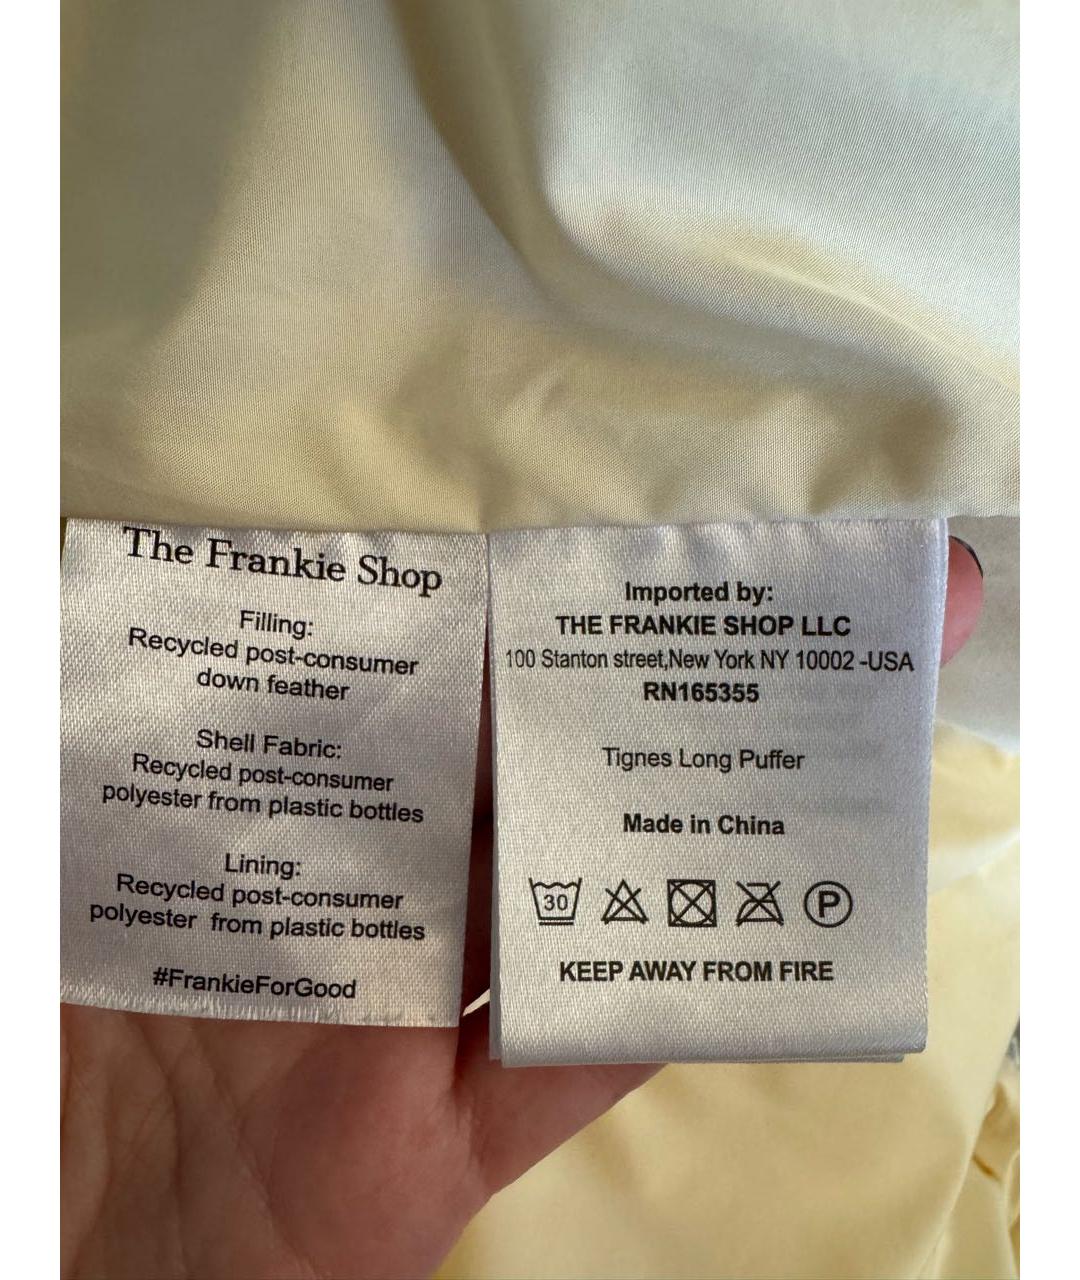 The Frankie Shop
Filling:
Recycled post-consumer
down feather
Shell Fabric:
Recycled post-consumer
polyester from plastic bottles
Lining:
Recycled post-consumer
polyester from plastic bottles
#FrankieForGood
Imported by:
THE FRANKIE SHOP LLC
100 Stanton street,New York NY 10002 -USA
RN165355
Tignes Long Puffer
Made in China
30 P
KEEP AWAY FROM FIRE